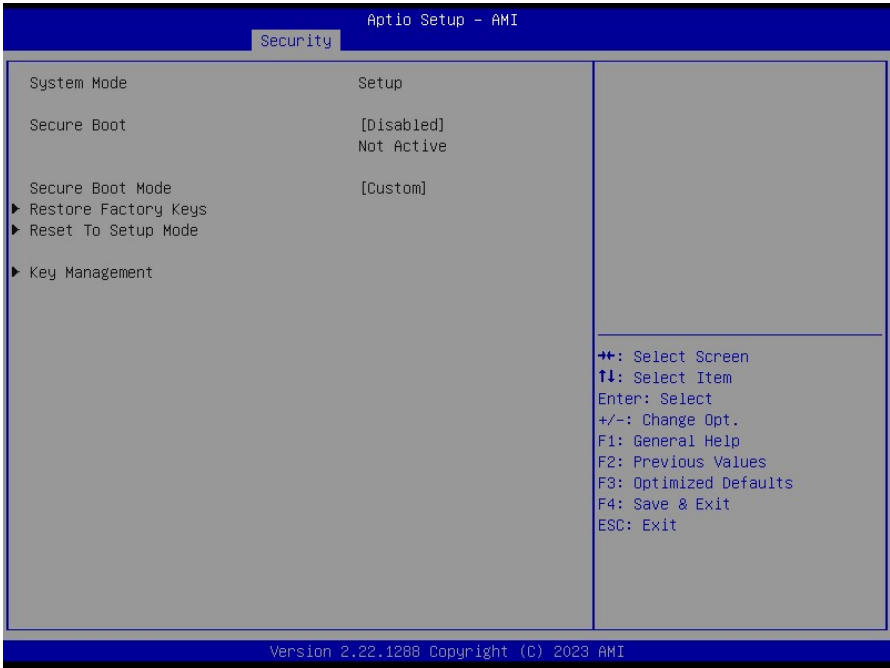 Aptio Setup - AMI
Security
System Mode Setup
Secure Boot [Disabled]
Not Active
Secure Boot Mode [Custom]
Restore Factory Keys
Reset To Setup Mode
Key Management
→←: Select Screen
↑↓: Select Item
Enter: Select
+/-: Change Opt.
F1: General Help
F2: Previous Values
F3: Optimized Defaults
F4: Save & Exit
ESC: Exit
Version 2.22.1288 Copyright (C) 2023 AMI